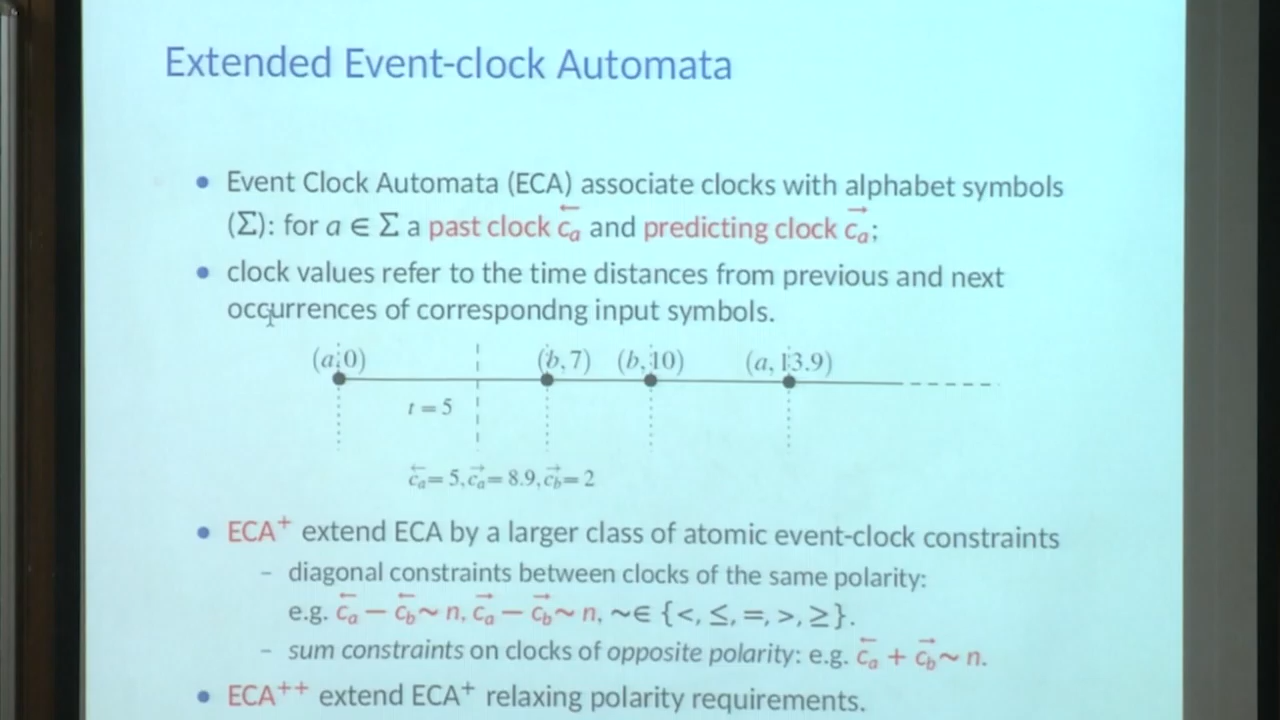 Extended Event-clock Automata
• Event Clock Automata (ECA) associate clocks with alphabet symbols
(Σ): for a ∈ Σ a past clock c⃖ₐ and predicting clock c⃗ₐ;
• clock values refer to the time distances from previous and next
occurrences of correspondng input symbols.
(a, 0) (b, 7) (b, 10) (a, 13.9)
t = 5
c⃖ₐ= 5, c⃗ₐ= 8.9, c⃗_b= 2
• ECA⁺ extend ECA by a larger class of atomic event-clock constraints
– diagonal constraints between clocks of the same polarity:
e.g. c⃖ₐ − c⃖_b ~ n, c⃗ₐ − c⃗_b ~ n, ~∈ {<, ≤, =, >, ≥}.
– sum constraints on clocks of opposite polarity: e.g. c⃖ₐ + c⃗_b ~ n.
• ECA⁺⁺ extend ECA⁺ relaxing polarity requirements.